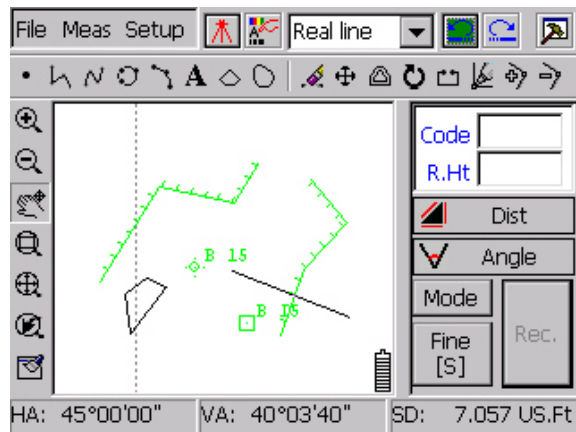 File Meas Setup Real line
A
Code
R.Ht
B 15
Dist
Angle
B 15
Mode
Fine
[S]
Rec.
HA: 45°00'00" VA: 40°03'40" SD: 7.057 US.Ft